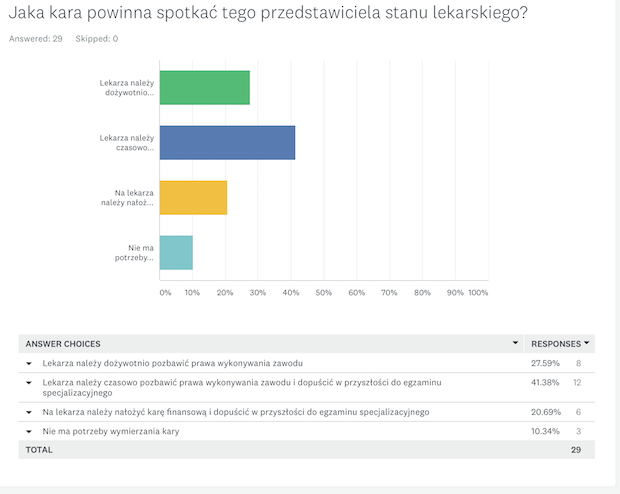 Jaka kara powinna spotkać tego przedstawiciela stanu lekarskiego?
Answered: 29 Skipped: 0
Lekarza należy
dożywotnio...
Lekarza należy
czasowo...
Na lekarza
należy nałoż...
Nie ma
potrzeby...
0% 10% 20% 30% 40% 50% 60% 70% 80% 90% 100%
ANSWER CHOICES RESPONSES
Lekarza należy dożywotnio pozbawić prawa wykonywania zawodu 27.59% 8
Lekarza należy czasowo pozbawić prawa wykonywania zawodu i dopuścić w przyszłości do egzaminu 41.38% 12
specjalizacyjnego
Na lekarza należy nałożyć karę finansową i dopuścić w przyszłości do egzaminu specjalizacyjnego 20.69% 6
Nie ma potrzeby wymierzania kary 10.34% 3
TOTAL 29